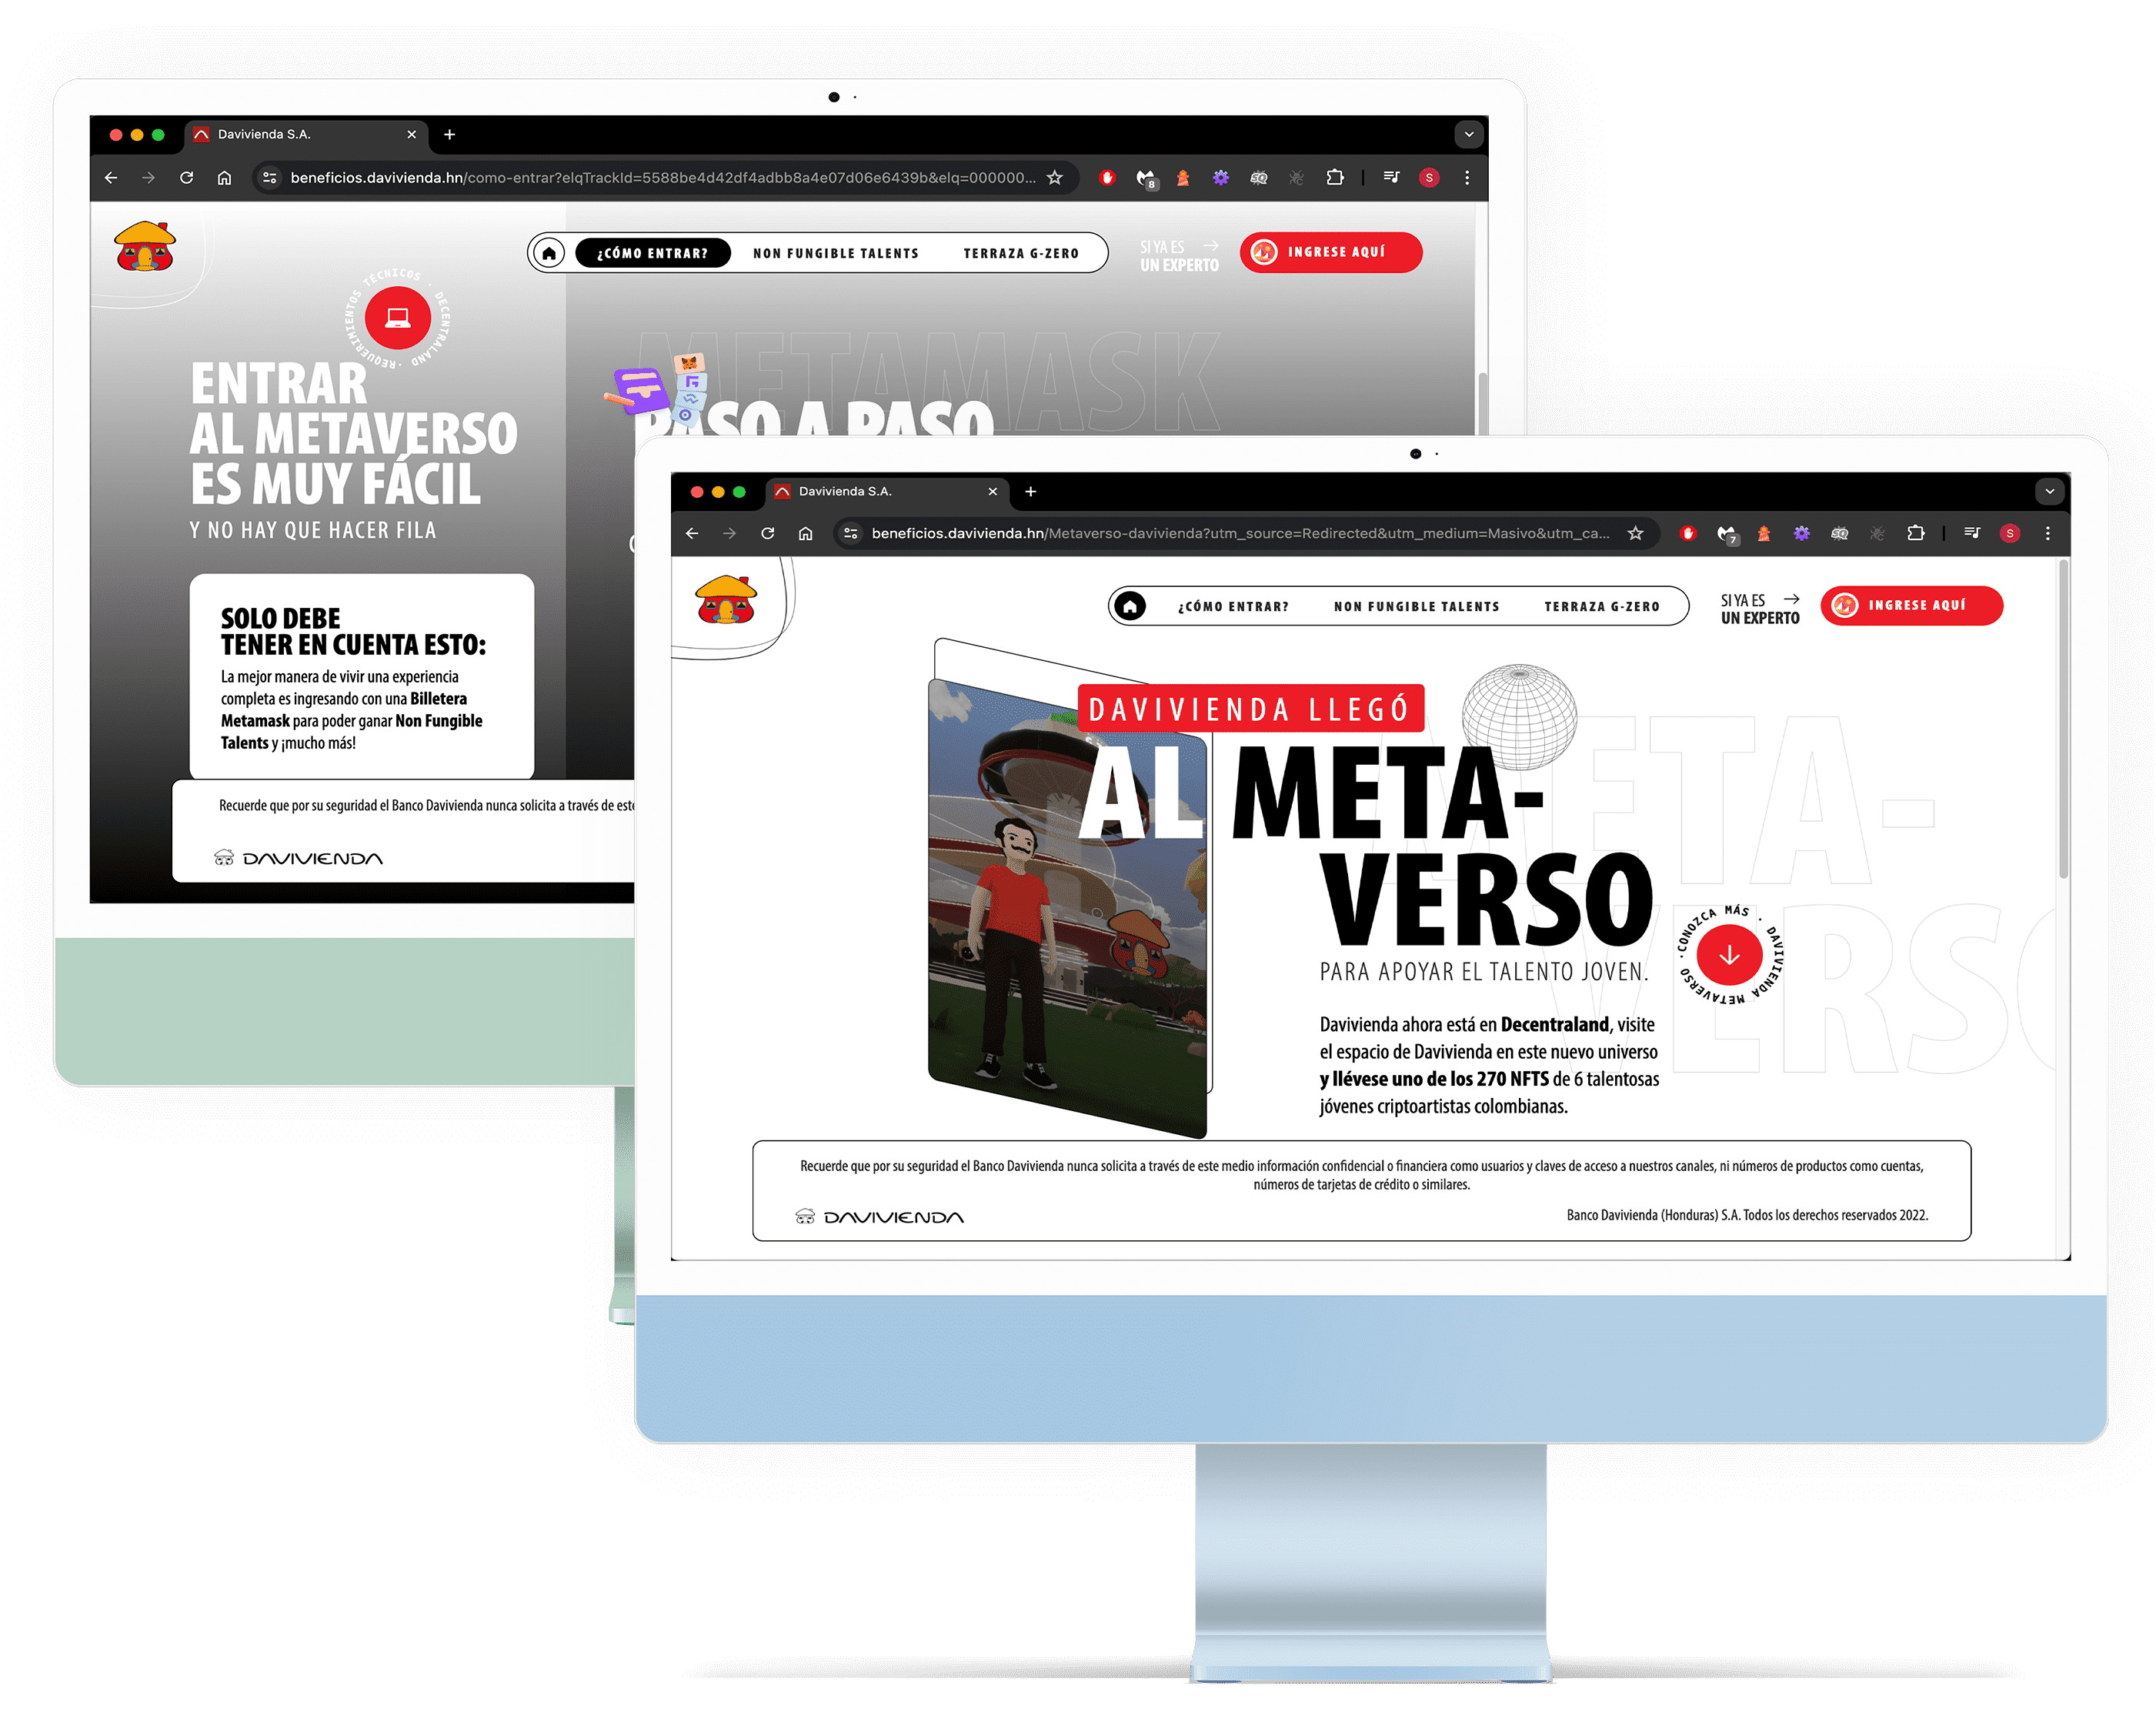 Davivienda S.A.
beneficios.davivienda.hn/como-entrar?elqTrackId=5588be4d42df4adbb8a4e07d06e6439b&elq=000000...
8
S
¿CÓMO ENTRAR?
NON FUNGIBLE TALENTS
TERRAZA G-ZERO
SI YA ES
UN EXPERTO
INGRESE AQUÍ
REQUERIMIENTOS TÉCNICOS · DECENTRALAND ·
ENTRAR
AL METAVERSO
ES MUY FÁCIL
Y NO HAY QUE HACER FILA
METAMASK
PASO A PASO
SOLO DEBE
TENER EN CUENTA ESTO:
La mejor manera de vivir una experiencia
completa es ingresando con una Billetera
Metamask para poder ganar Non Fungible
Talents y ¡mucho más!
Recuerde que por su seguridad el Banco Davivienda nunca solicita a través de este
DAVIVIENDA
Davivienda S.A.
beneficios.davivienda.hn/Metaverso-davivienda?utm_source=Redirected&utm_medium=Masivo&utm_ca...
7
S
¿CÓMO ENTRAR?
NON FUNGIBLE TALENTS
TERRAZA G-ZERO
SI YA ES
UN EXPERTO
INGRESE AQUÍ
DAVIVIENDA LLEGÓ
AL META-
VERSO
META-
VERSO
PARA APOYAR EL TALENTO JOVEN.
CONOZCA MÁS · DAVIVIENDA METAVERSO ·
Davivienda ahora está en Decentraland, visite
el espacio de Davivienda en este nuevo universo
y llévese uno de los 270 NFTS de 6 talentosas
jóvenes criptoartistas colombianas.
Recuerde que por su seguridad el Banco Davivienda nunca solicita a través de este medio información confidencial o financiera como usuarios y claves de acceso a nuestros canales, ni números de productos como cuentas,
números de tarjetas de crédito o similares.
DAVIVIENDA
Banco Davivienda (Honduras) S.A. Todos los derechos reservados 2022.